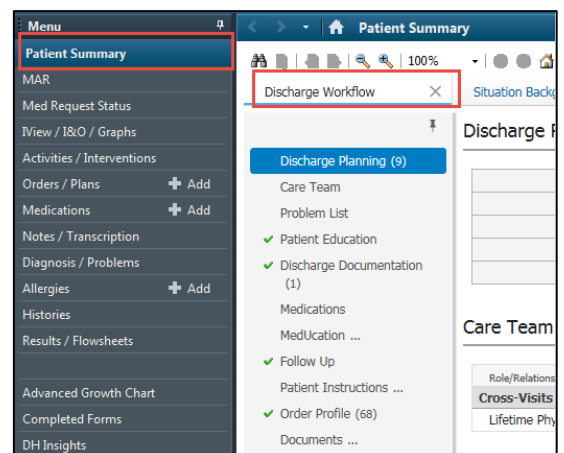 Menu
Patient Summary
MAR
Med Request Status
IView / I&O / Graphs
Activities / Interventions
Orders / Plans + Add
Medications + Add
Notes / Transcription
Diagnosis / Problems
Allergies + Add
Histories
Results / Flowsheets
Advanced Growth Chart
Completed Forms
DH Insights
Patient Summary
100%
Discharge Workflow
Situation Backg
Discharge Planning (9)
Care Team
Problem List
Patient Education
Discharge Documentation
(1)
Medications
MedUcation ...
Follow Up
Patient Instructions ...
Order Profile (68)
Documents ...
Discharge P
Care Team
Role/Relations
Cross-Visits
Lifetime Phy